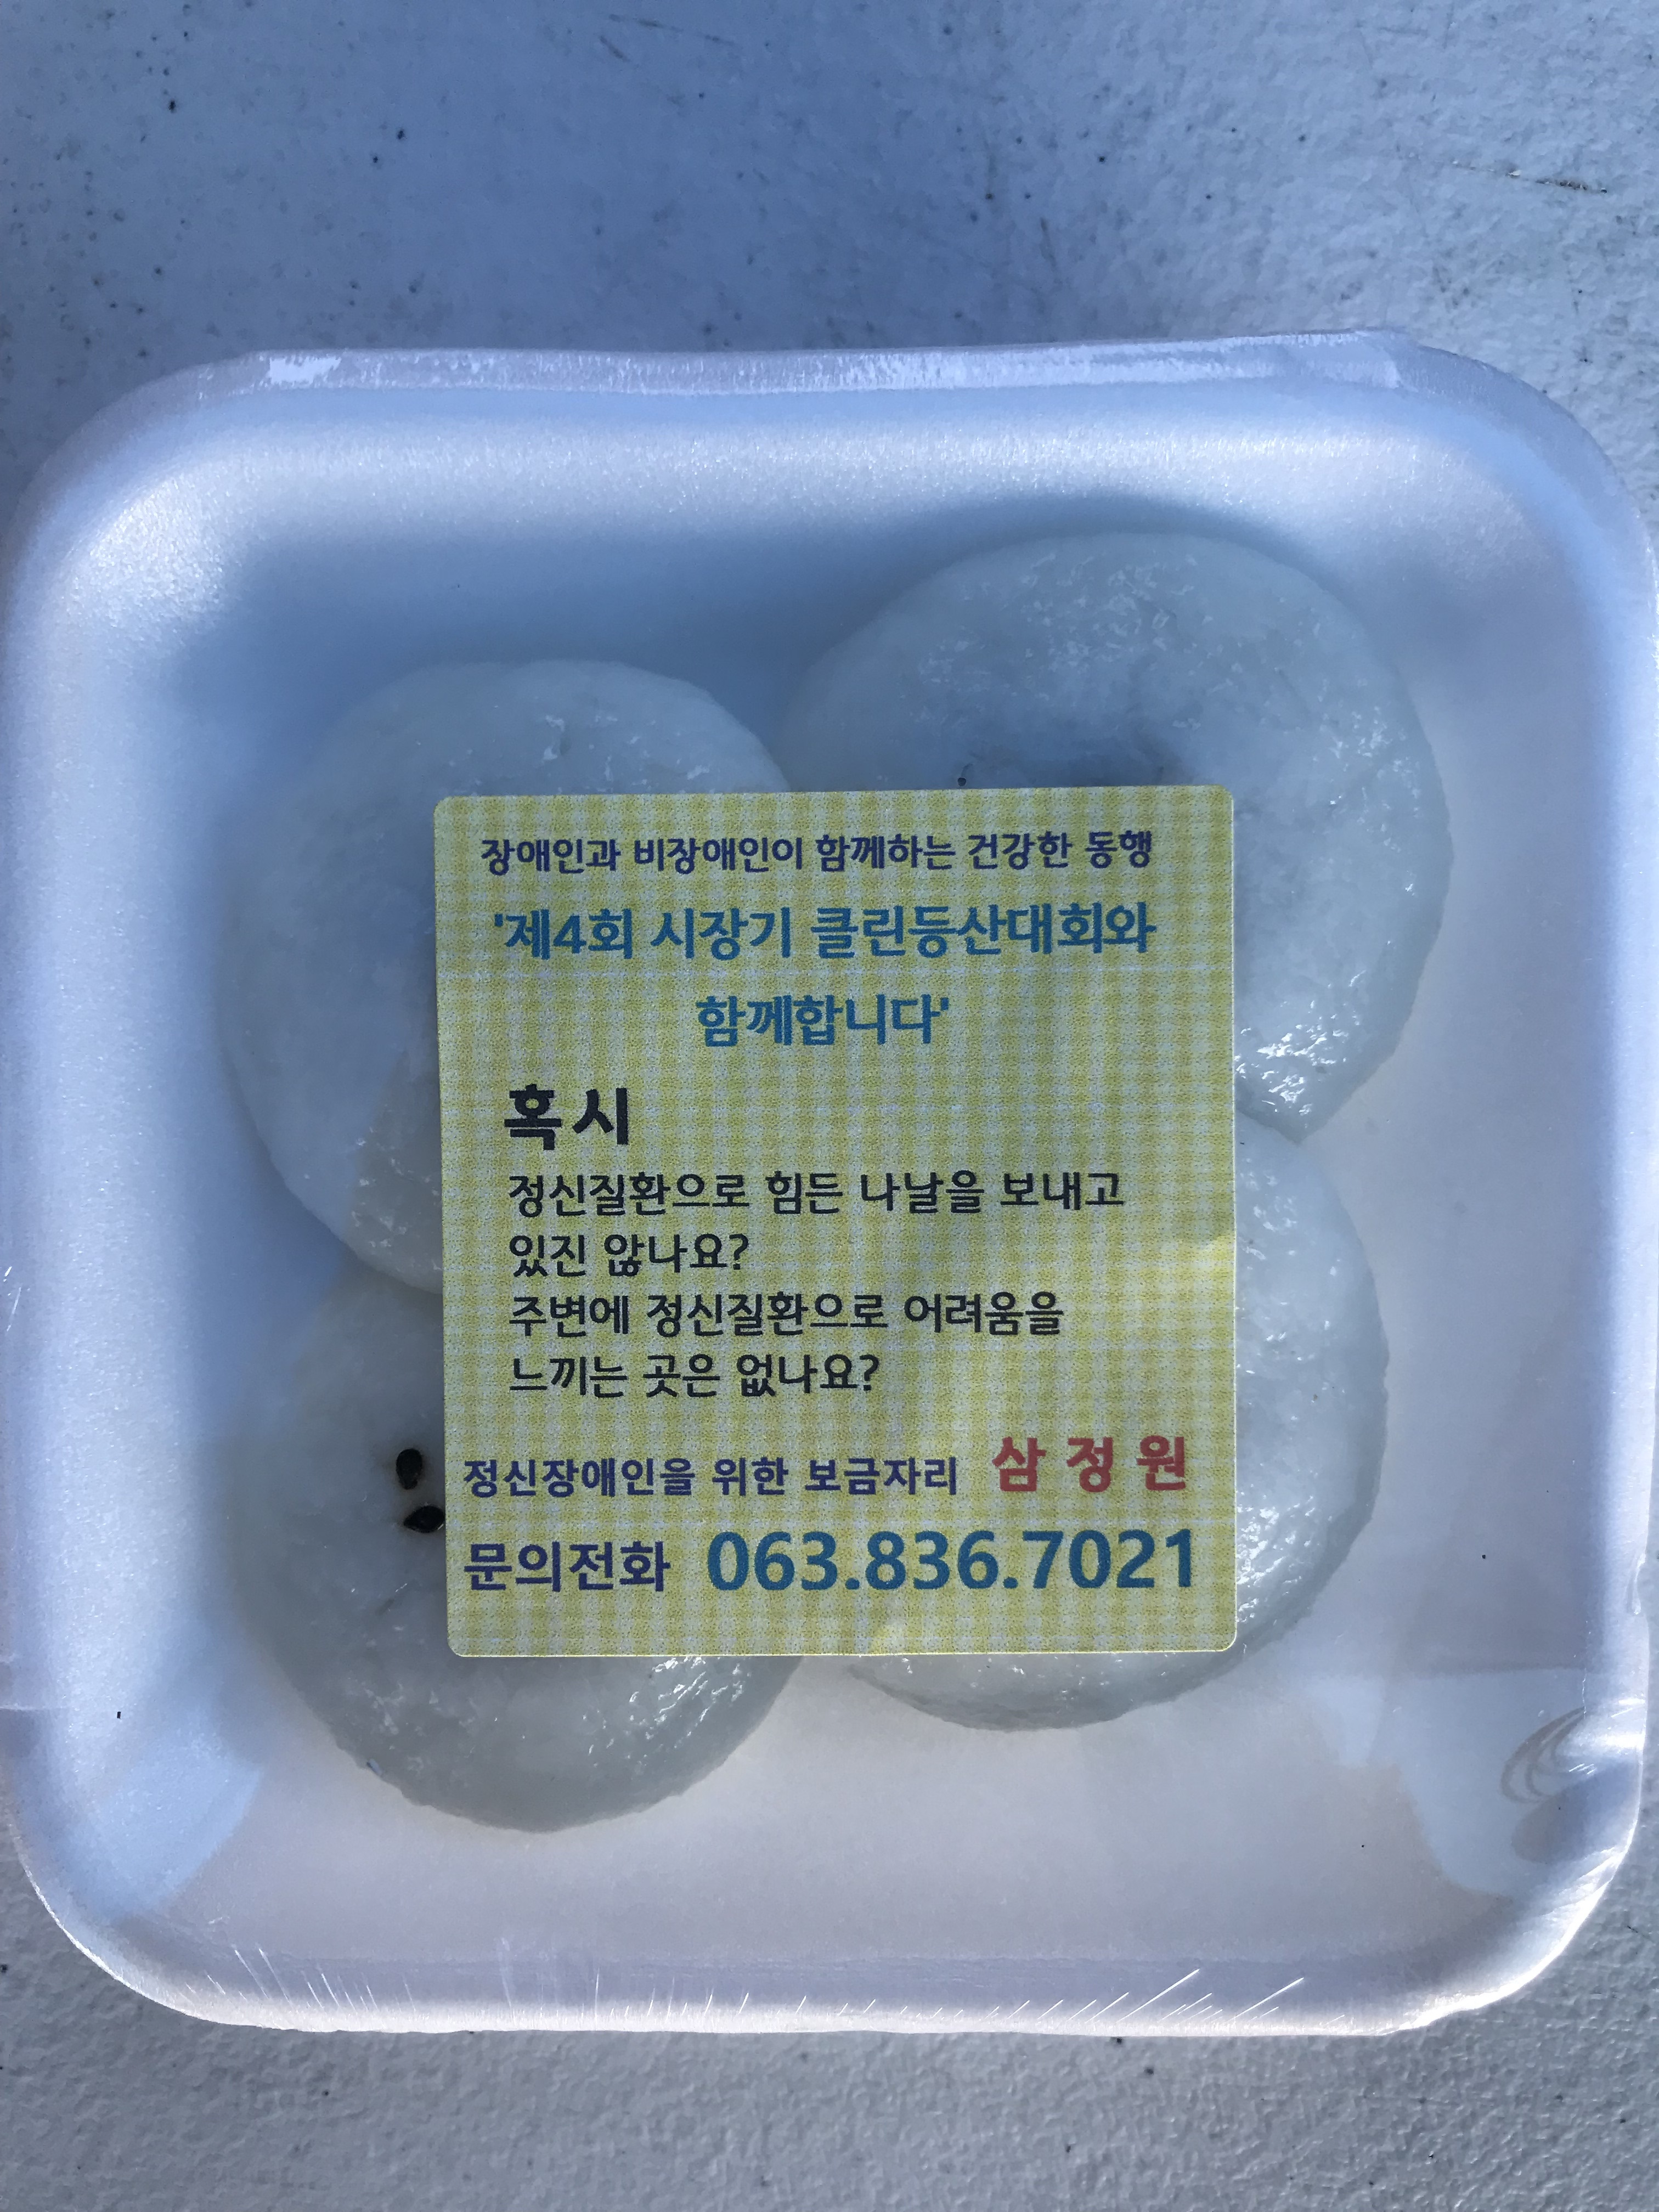 장애인과 비장애인이 함께하는 건강한 동행
'제4회 시장기 클린등산대회와
함께합니다'
혹시
정신질환으로 힘든 나날을 보내고
있진 않나요?
주변에 정신질환으로 어려움을
느끼는 곳은 없나요?
정신장애인을 위한 보금자리 삼정원
문의전화 063.836.7021